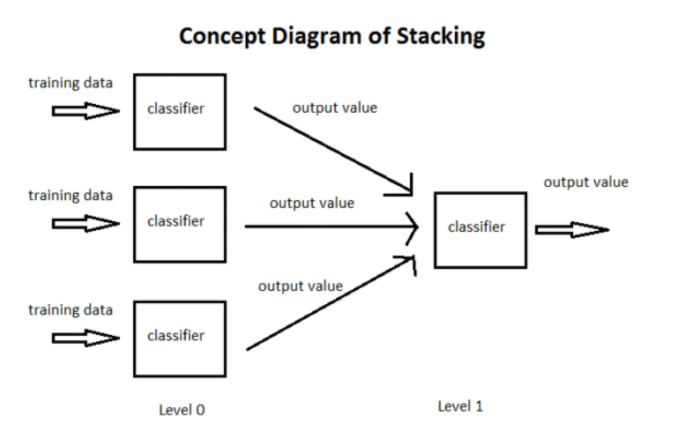 Concept Diagram of Stacking
training data
classifier
output value
training data
classifier
output value
output value
classifier
output value
training data
classifier
Level 0
Level 1